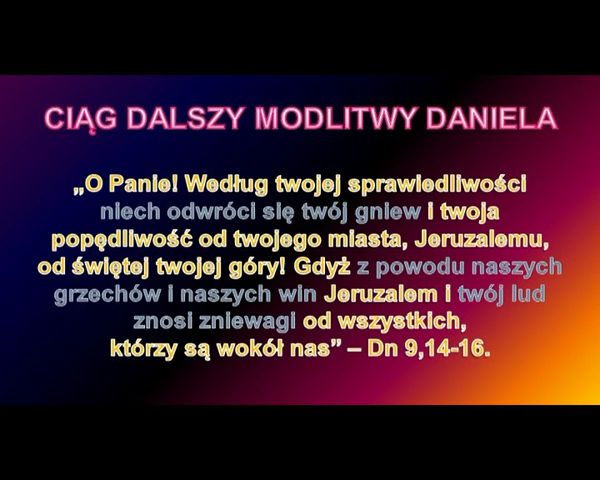 CIĄG DALSZY MODLITWY DANIELA
„O Panie! Według twojej sprawiedliwości
niech odwróci się twój gniew i twoja
popędliwość od twojego miasta, Jeruzalemu,
od świętej twojej góry! Gdyż z powodu naszych
grzechów i naszych win Jeruzalem i twój lud
znosi zniewagi od wszystkich,
którzy są wokół nas” – Dn 9,14-16.